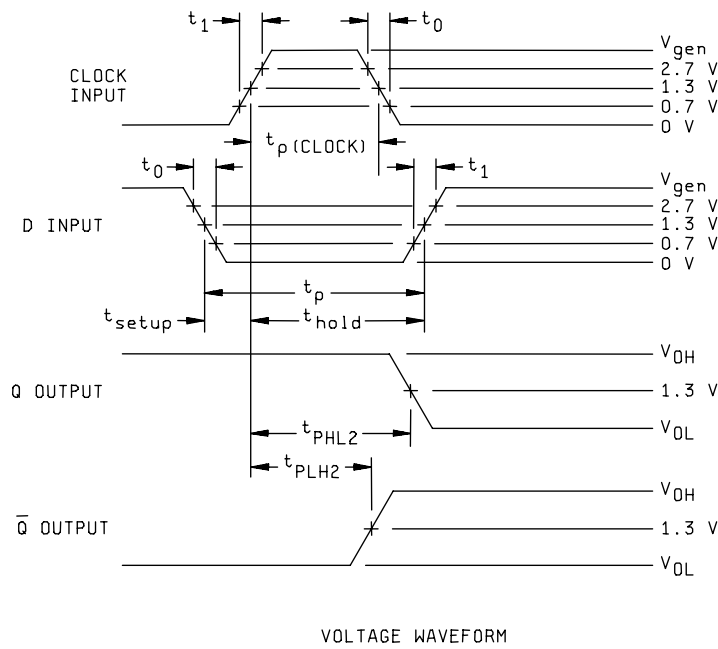 t1 t0
CLOCK INPUT
Vgen
2.7 V
1.3 V
0.7 V
0 V
tp(CLOCK)
t0 t1
D INPUT
Vgen
2.7 V
1.3 V
0.7 V
0 V
tp
tsetup thold
Q OUTPUT
VOH
1.3 V
VOL
tPHL2
tPLH2
Q̅ OUTPUT
VOH
1.3 V
VOL
VOLTAGE WAVEFORM